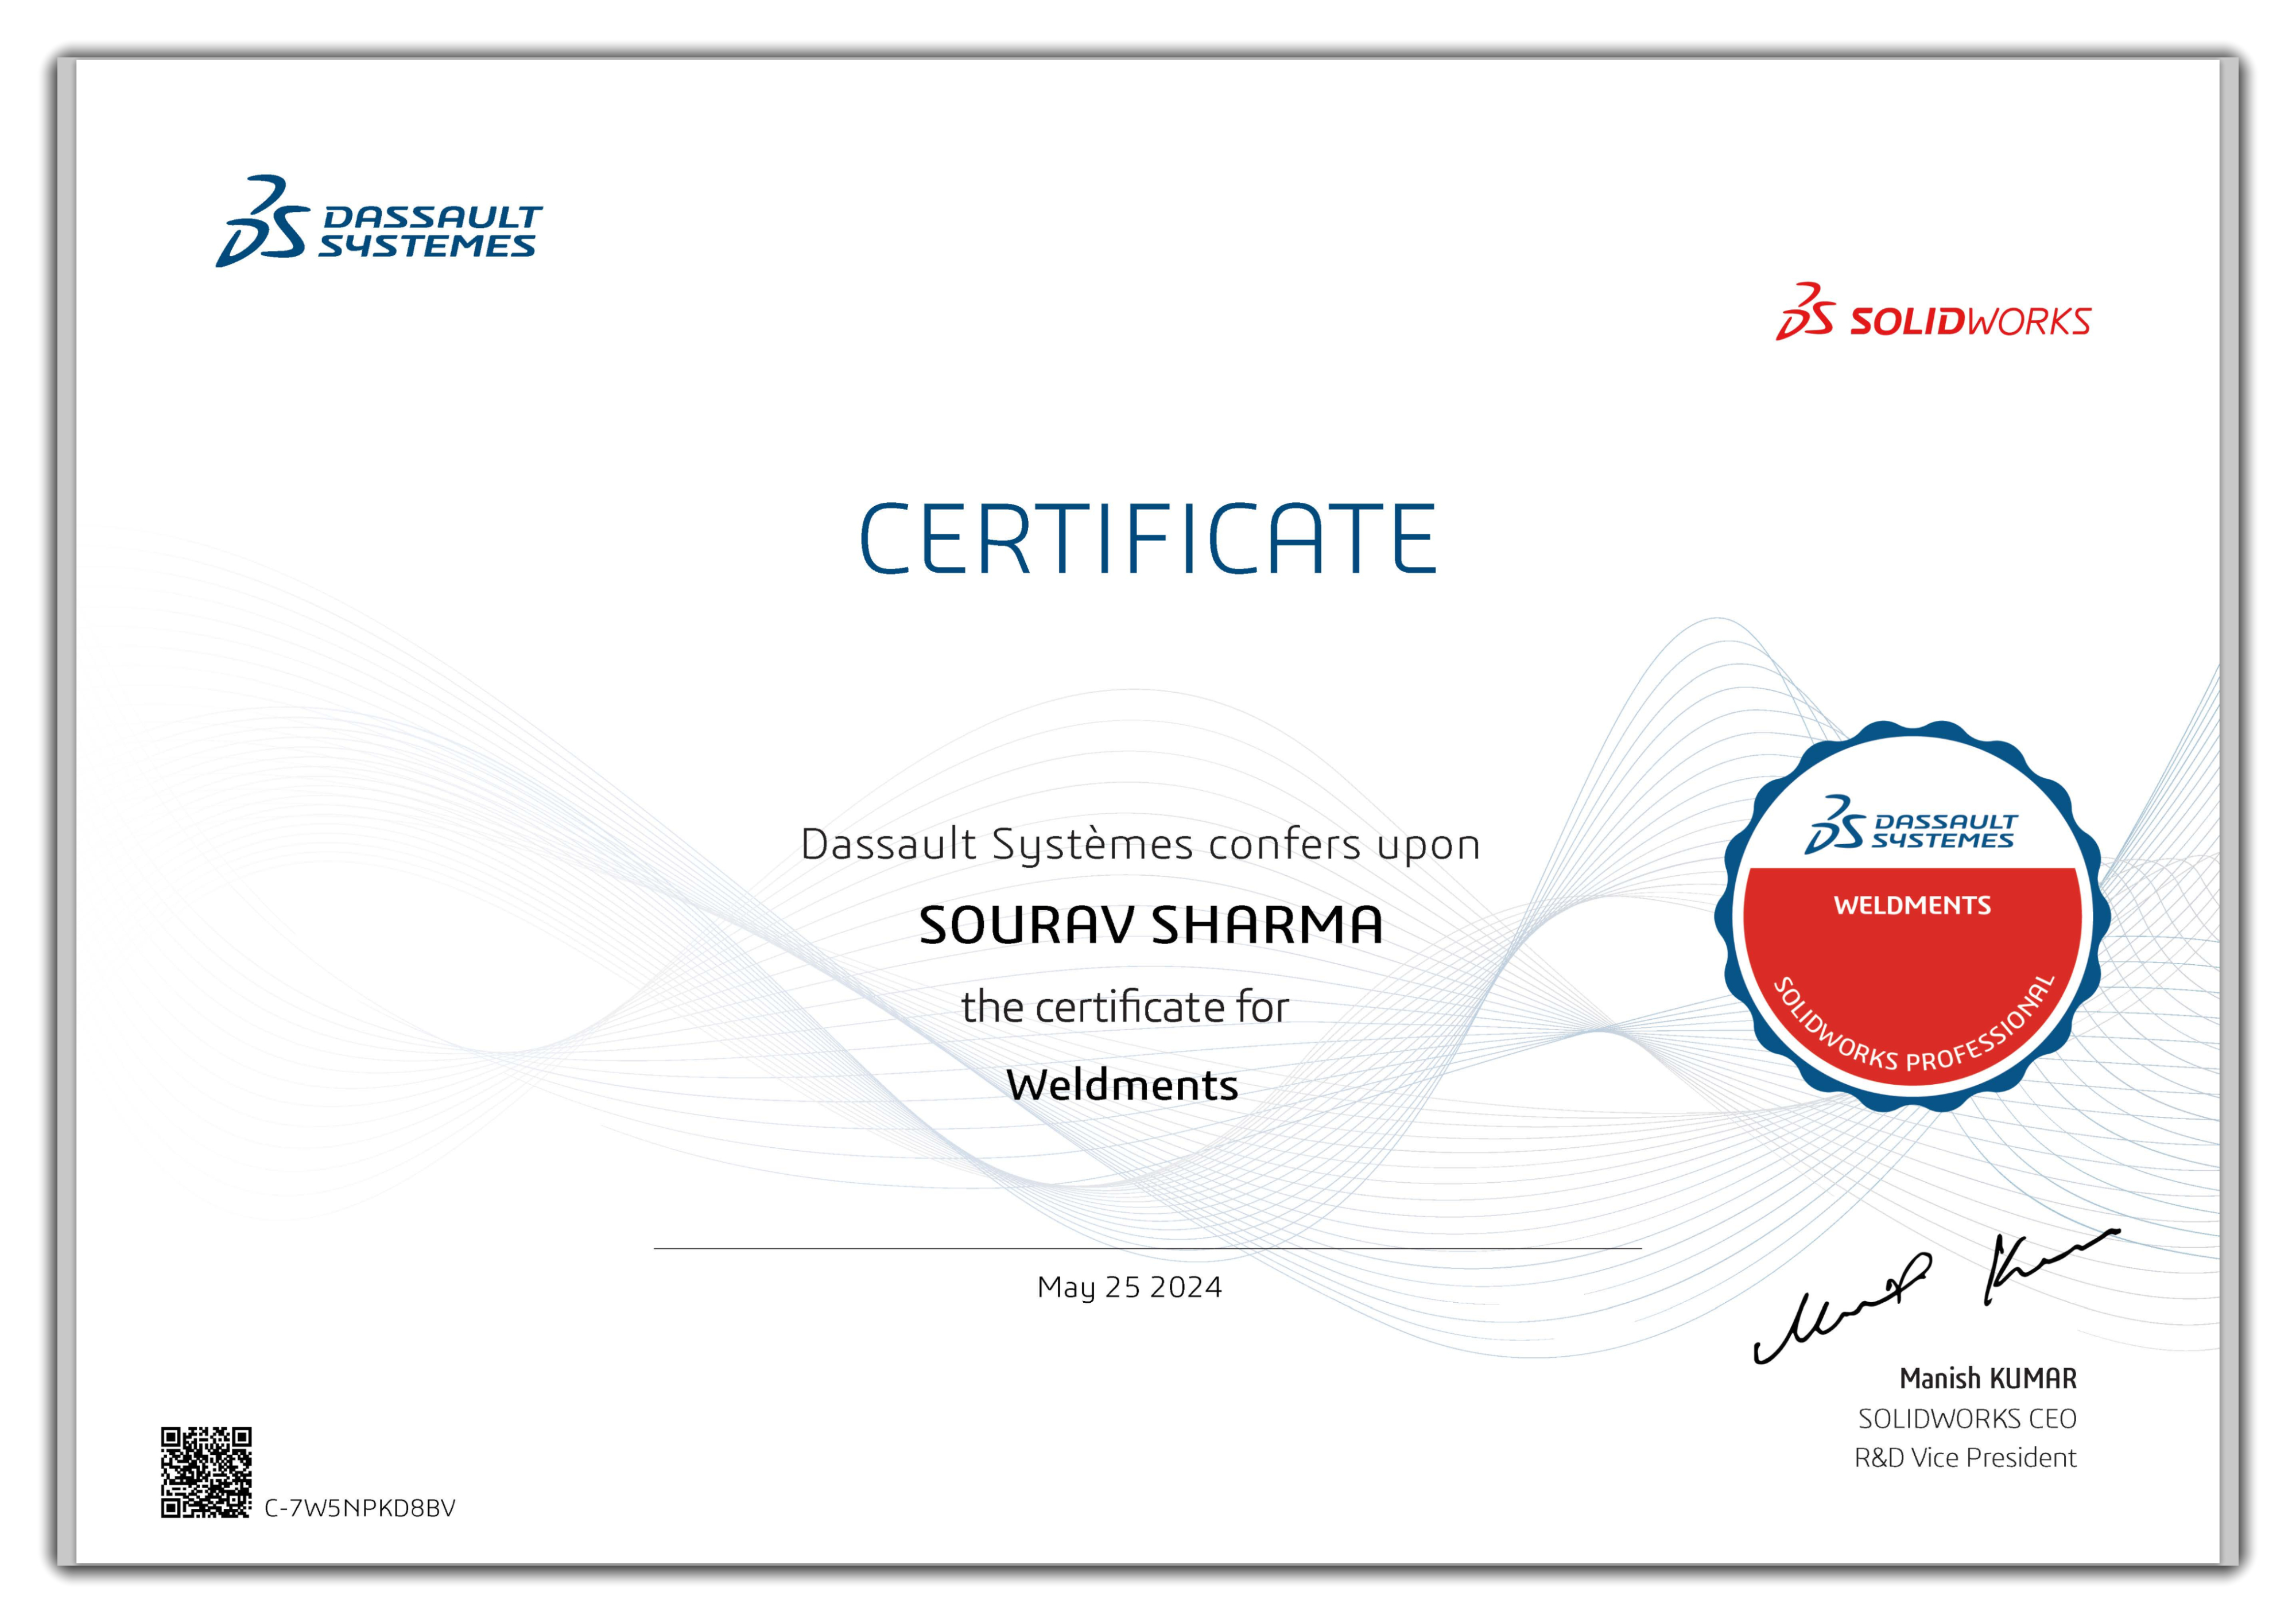 DASSAULT
SYSTEMES
SOLIDWORKS
CERTIFICATE
Dassault Systèmes confers upon
SOURAV SHARMA
the certificate for
Weldments
DASSAULT
SYSTEMES
WELDMENTS
SOLIDWORKS PROFESSIONAL
May 25 2024
Manish KUMAR
SOLIDWORKS CEO
R&D Vice President
C-7W5NPKD8BV